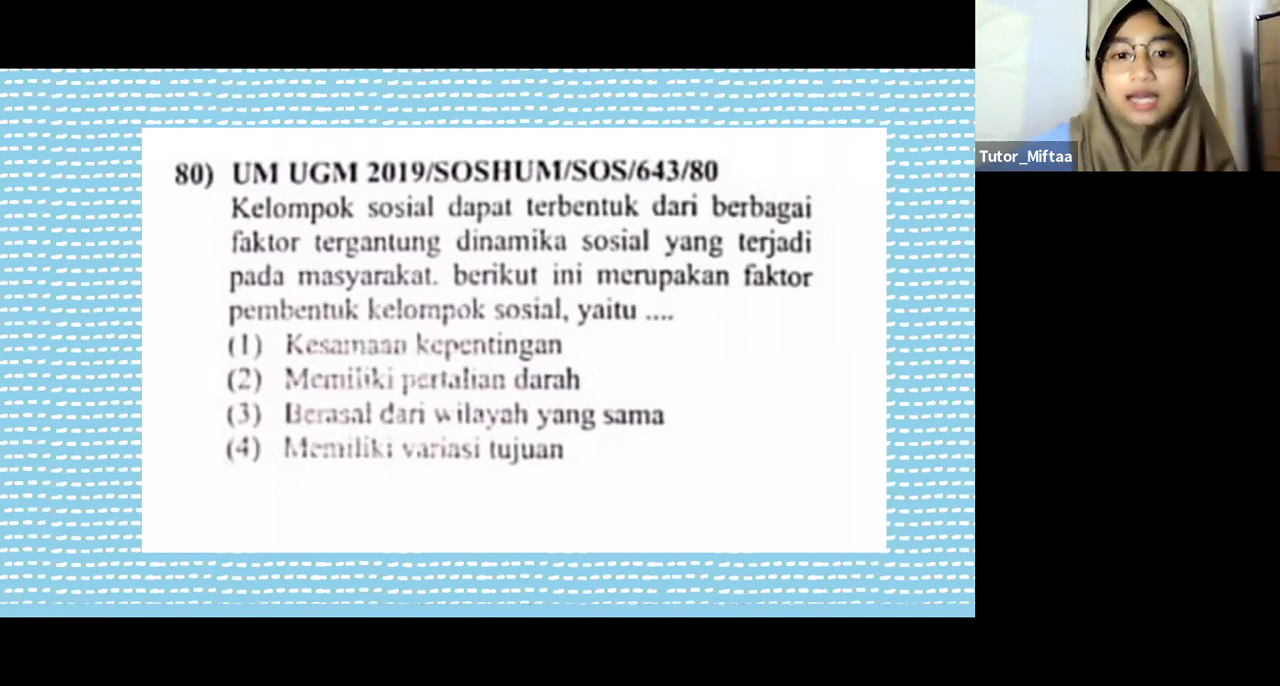 80) UM UGM 2019/SOSHUM/SOS/643/80
Kelompok sosial dapat terbentuk dari berbagai
faktor tergantung dinamika sosial yang terjadi
pada masyarakat. berikut ini merupakan faktor
pembentuk kelompok sosial, yaitu ....
(1) Kesamaan kepentingan
(2) Memiliki pertalian darah
(3) Berasal dari wilayah yang sama
(4) Memiliki variasi tujuan
Tutor_Miftaa